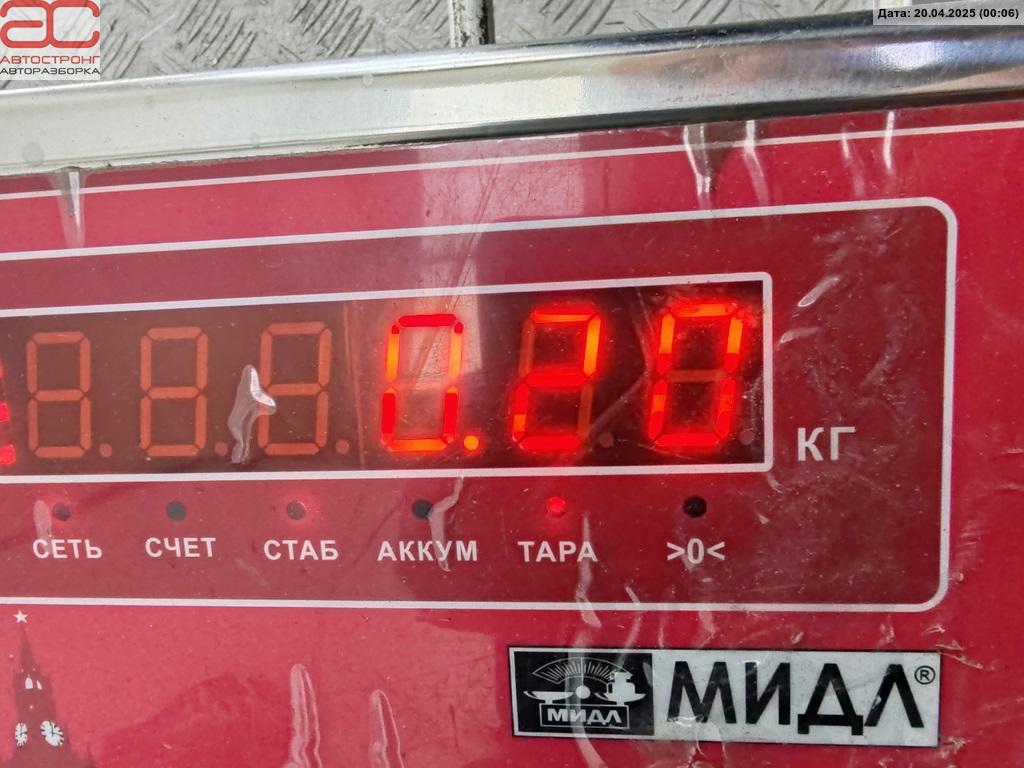 Дата: 20.04.2025 (00:06)
АС
АВТОСТРОНГ
АВТОРАЗБОРКА
0.20 КГ
СЕТЬ СЧЕТ СТАБ АККУМ ТАРА >0<
МИДЛ МИДЛ®